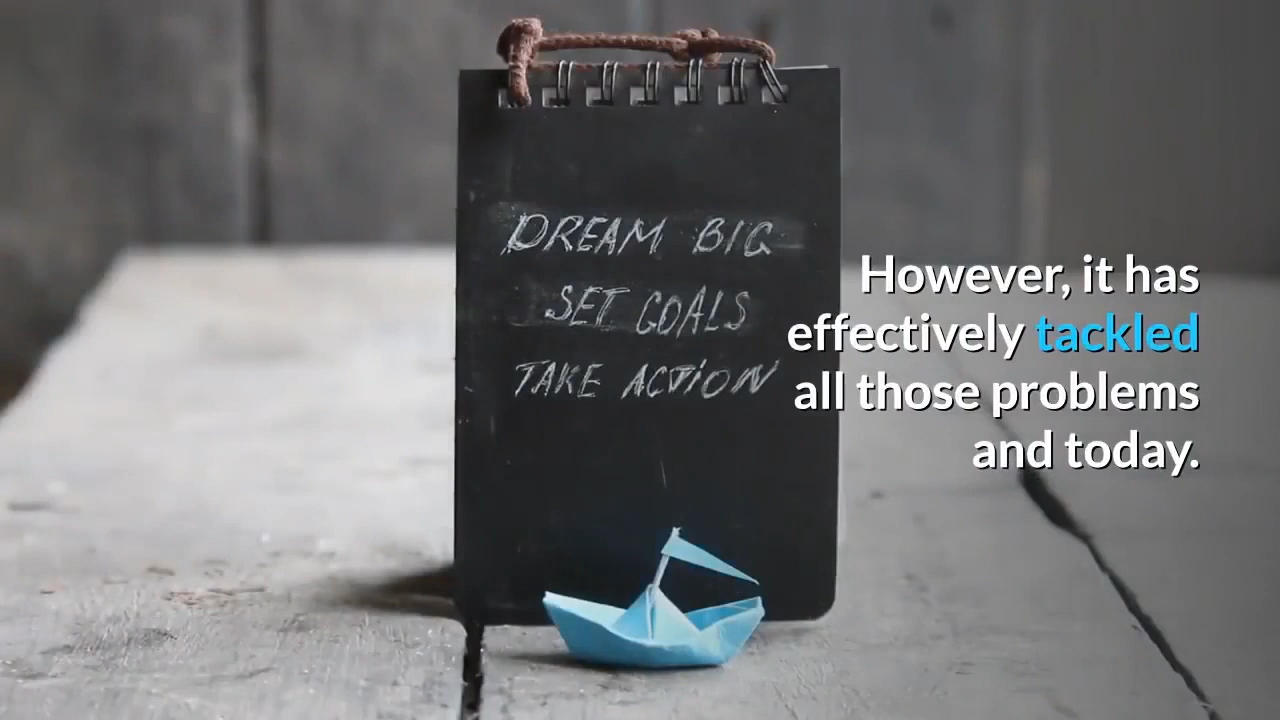 DREAM BIG
SET GOALS
TAKE ACTION
However, it has
effectively tackled
all those problems
and today.